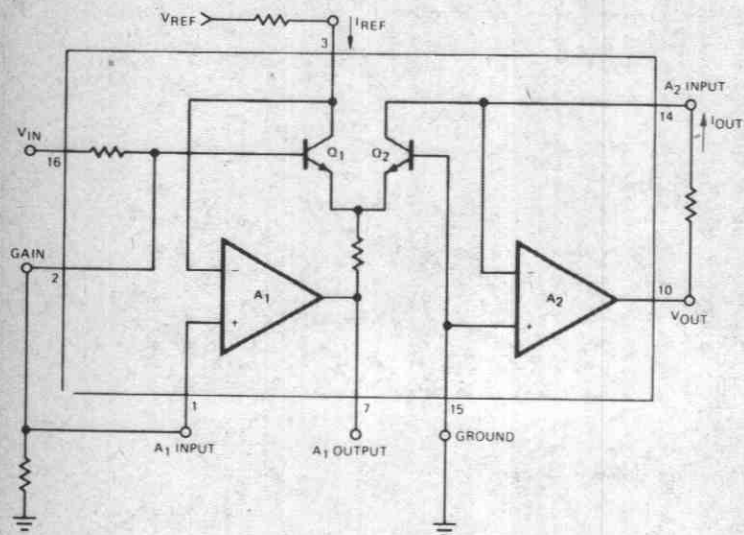 VREF
IREF
3
A2 INPUT
14
IOUT
VIN
16
Q1
Q2
GAIN
2
−
A1
+
−
A2
+
10
VOUT
1
7
15
A1 INPUT
A1 OUTPUT
GROUND